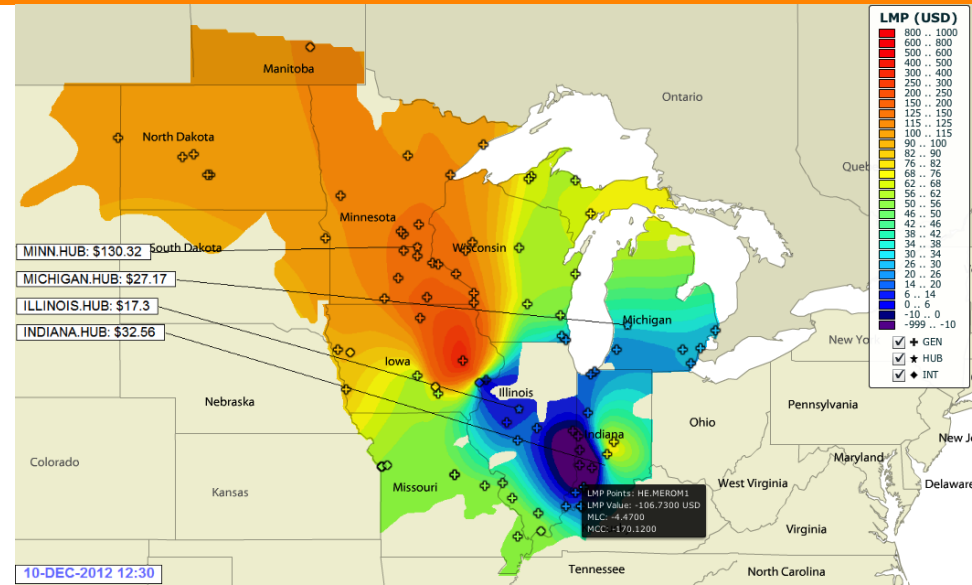 LMP (USD)
800 .. 1000
600 .. 800
500 .. 600
400 .. 500
300 .. 400
250 .. 300
200 .. 250
150 .. 200
125 .. 150
115 .. 125
100 .. 115
90 .. 100
82 .. 90
76 .. 82
68 .. 76
62 .. 68
56 .. 62
50 .. 56
46 .. 50
42 .. 46
38 .. 42
34 .. 38
30 .. 34
26 .. 30
20 .. 26
14 .. 20
6 .. 14
0 .. 6
-10 .. 0
-999 .. -10
GEN
HUB
INT
Manitoba
Ontario
Queb
North Dakota
Minnesota
South Dakota
Wisconsin
MINN.HUB: $130.32
MICHIGAN.HUB: $27.17
ILLINOIS.HUB: $17.3
INDIANA.HUB: $32.56
Michigan
New Yo
Iowa
Illinois
Nebraska
Pennsylvania
Ohio
Indiana
New Je
Maryland
Colorado
Kansas
Missouri
West Virginia
Delaware
LMP Points: HE.MEROM1
LMP Value: -106.7300 USD
MLC: -4.4700
MCC: -170.1200
Virginia
Tennessee
North Carolina
10-DEC-2012 12:30